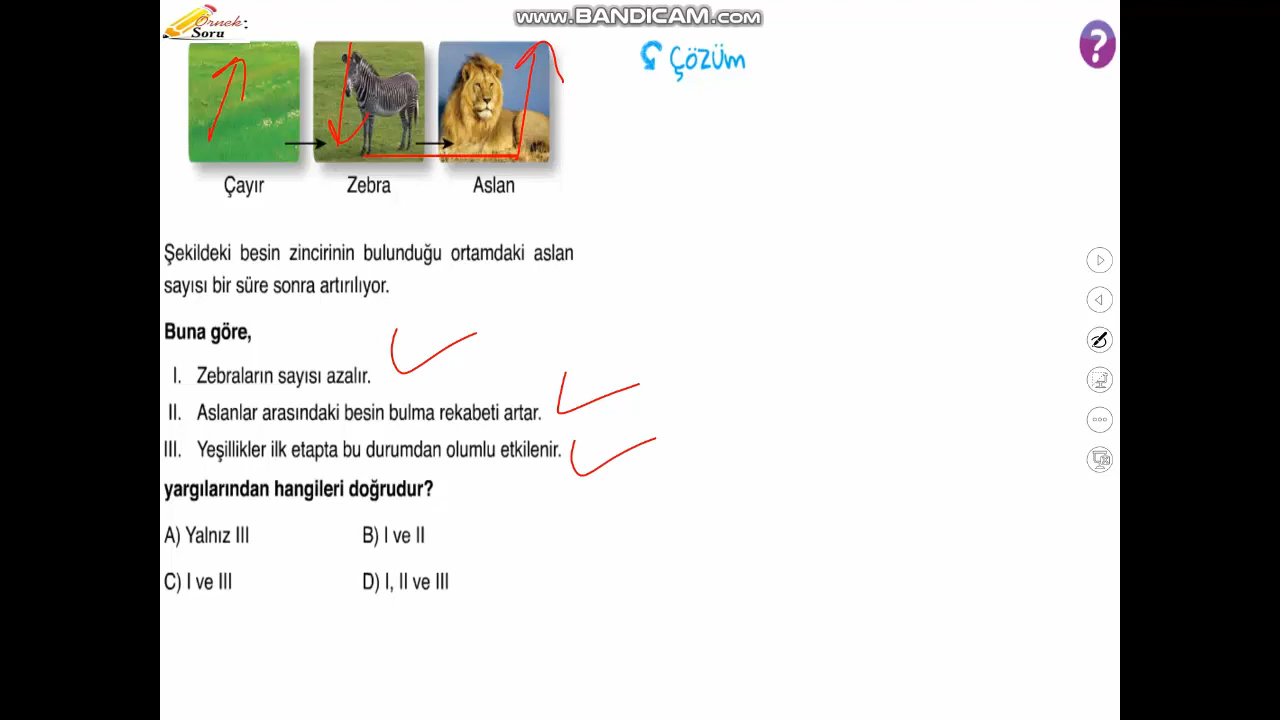 www.BANDICAM.com
Örnek
Soru:
Çözüm
?
Çayır
Zebra
Aslan
Şekildeki besin zincirinin bulunduğu ortamdaki aslan
sayısı bir süre sonra artırılıyor.
Buna göre,
I. Zebraların sayısı azalır.
II. Aslanlar arasındaki besin bulma rekabeti artar.
III. Yeşillikler ilk etapta bu durumdan olumlu etkilenir.
yargılarından hangileri doğrudur?
A) Yalnız III
B) I ve II
C) I ve III
D) I, II ve III